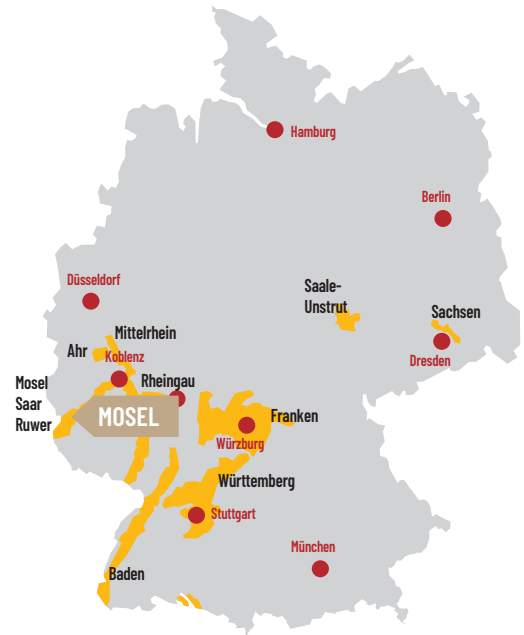 Hamburg
Berlin
Düsseldorf
Saale-
Unstrut
Sachsen
Mittelrhein
Ahr
Koblenz
Dresden
Rheingau
Mosel
Saar
Ruwer
MOSEL
Franken
Würzburg
Württemberg
Stuttgart
München
Baden